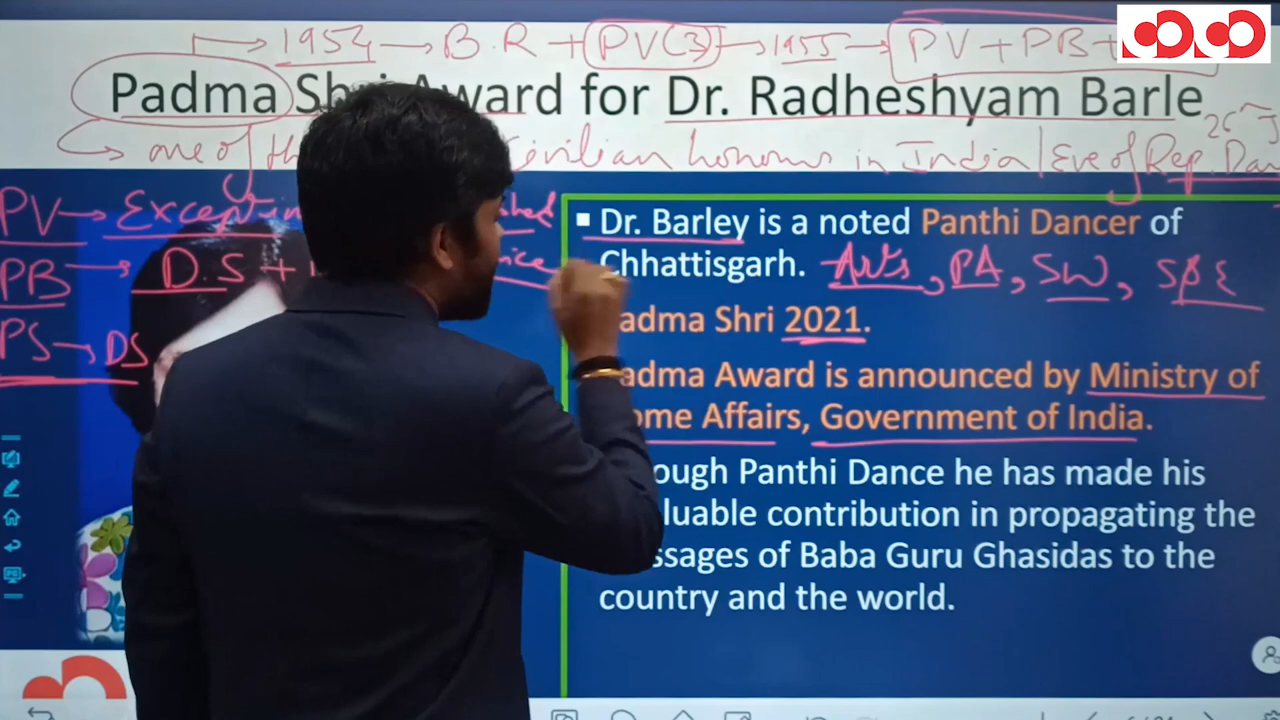 1954 → B.R + PV(3) → 1955 → PV + PB +
Padma Shri Award for Dr. Radheshyam Barle
one of th Civilian honours in India | Eve of Rep. Day
PV → Except
PB → D.S +
PS → DS
▪ Dr. Barley is a noted Panthi Dancer of
Chhattisgarh. Arts, PA, SW, S&E
adma Shri 2021.
adma Award is announced by Ministry of
ome Affairs, Government of India.
ough Panthi Dance he has made his
luable contribution in propagating the
ssages of Baba Guru Ghasidas to the
country and the world.